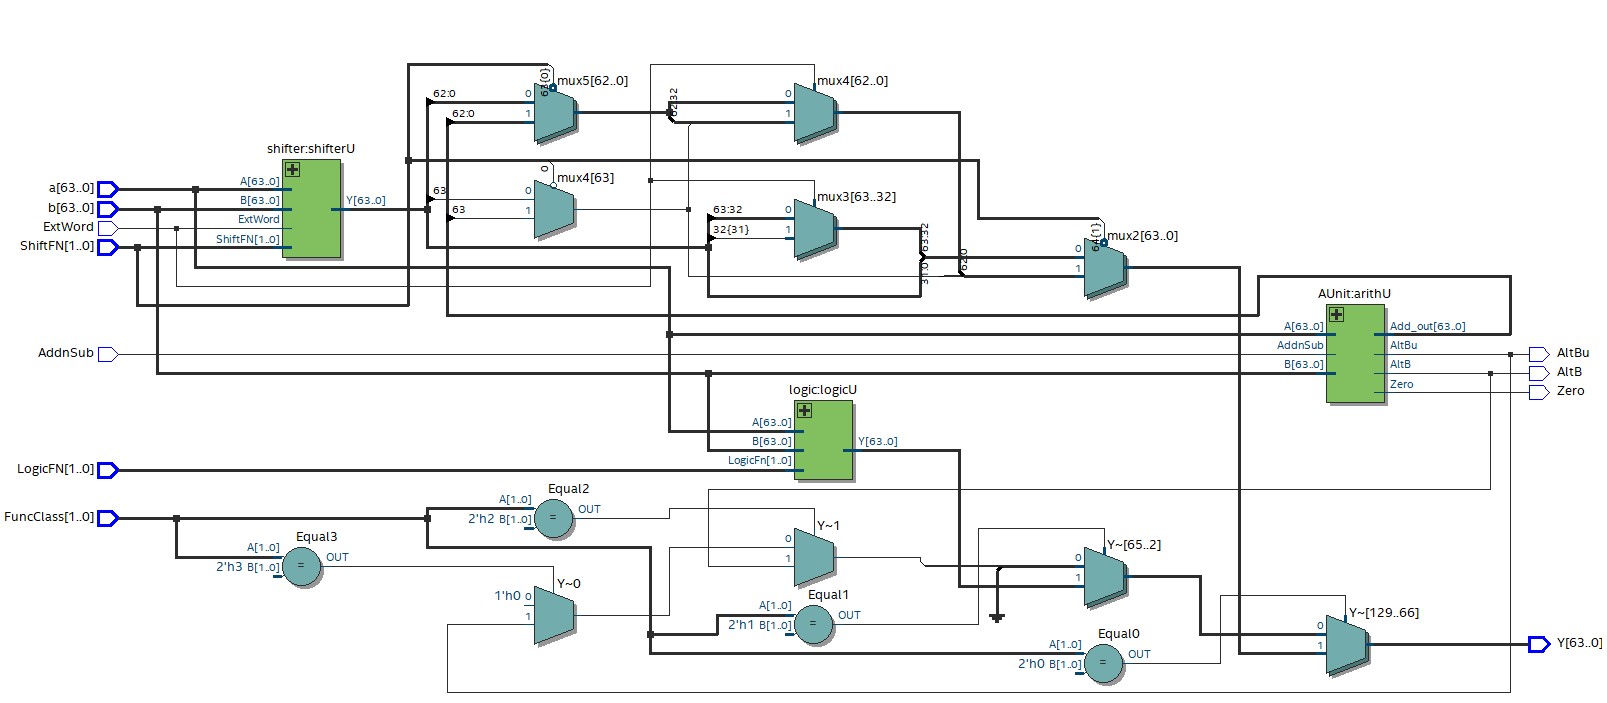 mux5[62..0]
62{0}
62:0
0
62:0
1
62:32
mux4[62..0]
0
1
shifter:shifterU
a[63..0]
A[63..0]
b[63..0]
B[63..0]
Y[63..0]
ExtWord
ExtWord
ShiftFN[1..0]
ShiftFN[1..0]
0
mux4[63]
63
0
63
1
mux3[63..32]
63:32
0
32{31}
1
63:32
31:0
62:0
64{1}
mux2[63..0]
0
1
AUnit:arithU
A[63..0]
Add_out[63..0]
AddnSub
AddnSub
AltBu
AltBu
B[63..0]
AltB
AltB
Zero
Zero
logic:logicU
A[63..0]
B[63..0]
Y[63..0]
LogicFN[1..0]
LogicFn[1..0]
FuncClass[1..0]
Equal2
A[1..0]
2'h2 B[1..0]
=
OUT
Equal3
A[1..0]
2'h3 B[1..0]
=
OUT
Y~1
0
1
Y~0
1'h0 0
1
Y~[65..2]
0
1
Equal1
A[1..0]
2'h1 B[1..0]
=
OUT
Equal0
A[1..0]
2'h0 B[1..0]
=
OUT
Y~[129..66]
0
1
Y[63..0]